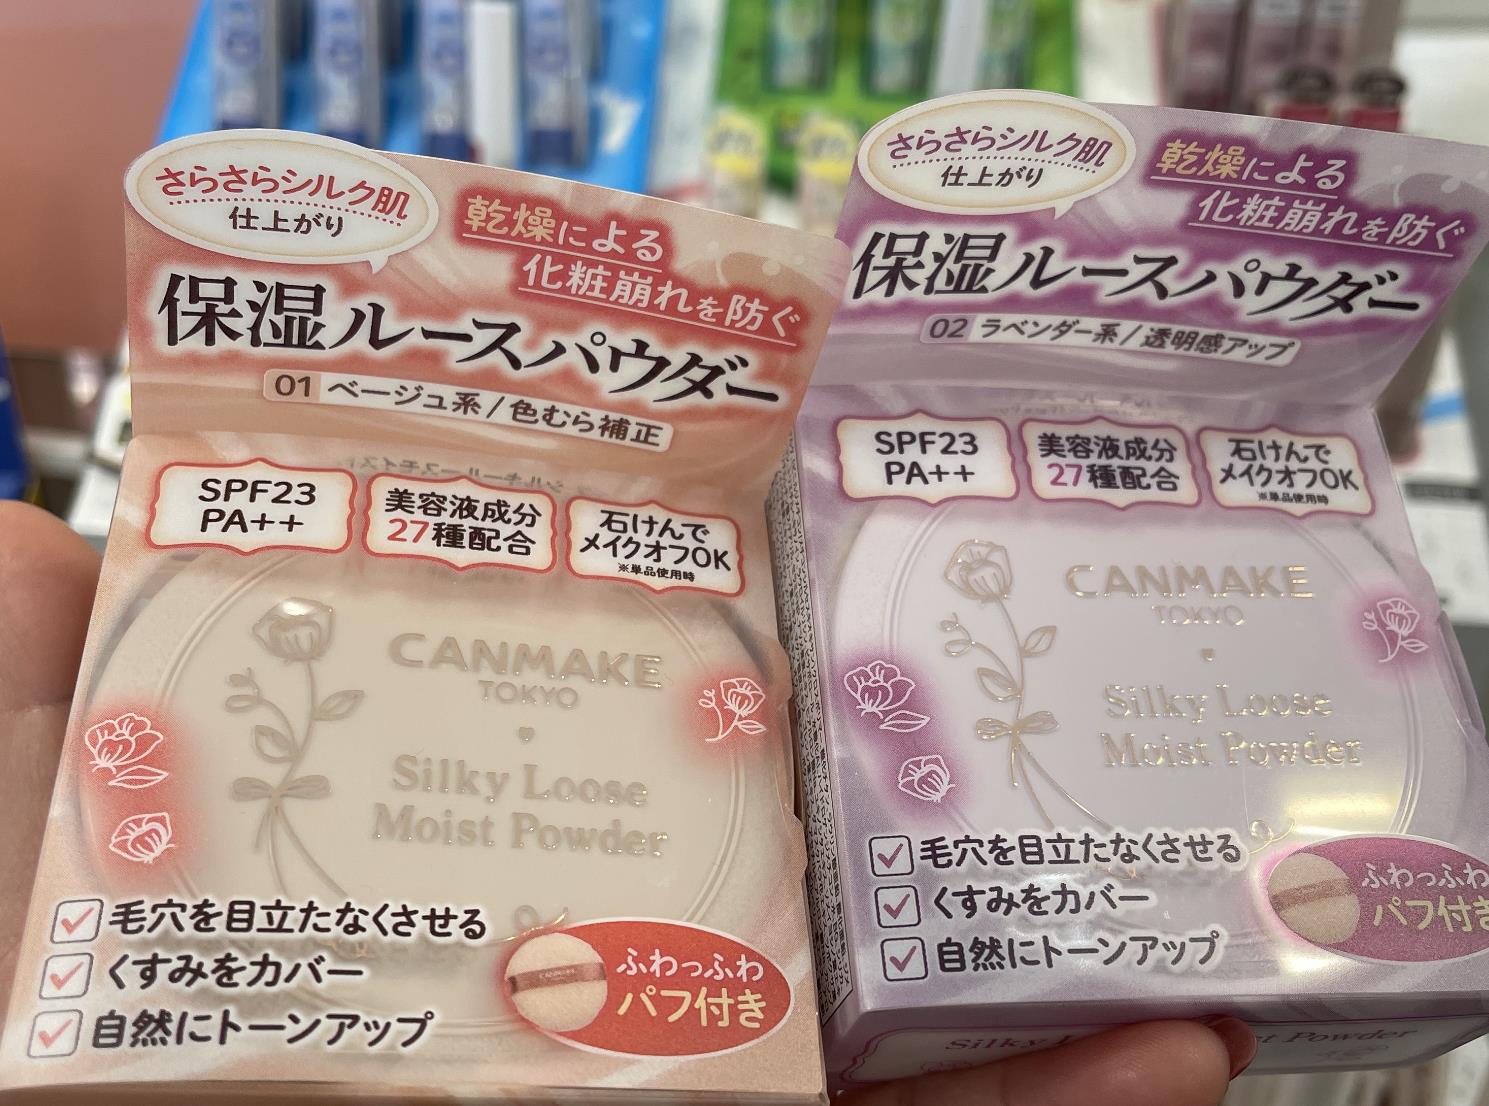 さらさらシルク肌
仕上がり
乾燥による
化粧崩れを防ぐ
保湿ルースパウダー
01 ベージュ系/色むら補正
SPF23
PA++
美容液成分
27種配合
石けんで
メイクオフOK
※単品使用時
CANMAKE
TOKYO
Silky Loose
Moist Powder
毛穴を目立たなくさせる
くすみをカバー
自然にトーンアップ
ふわっふわ
パフ付き
さらさらシルク肌
仕上がり
乾燥による
化粧崩れを防ぐ
保湿ルースパウダー
02 ラベンダー系/透明感アップ
SPF23
PA++
美容液成分
27種配合
石けんで
メイクオフOK
※単品使用時
CANMAKE
TOKYO
Silky Loose
Moist Powder
毛穴を目立たなくさせる
くすみをカバー
自然にトーンアップ
ふわっふわ
パフ付き